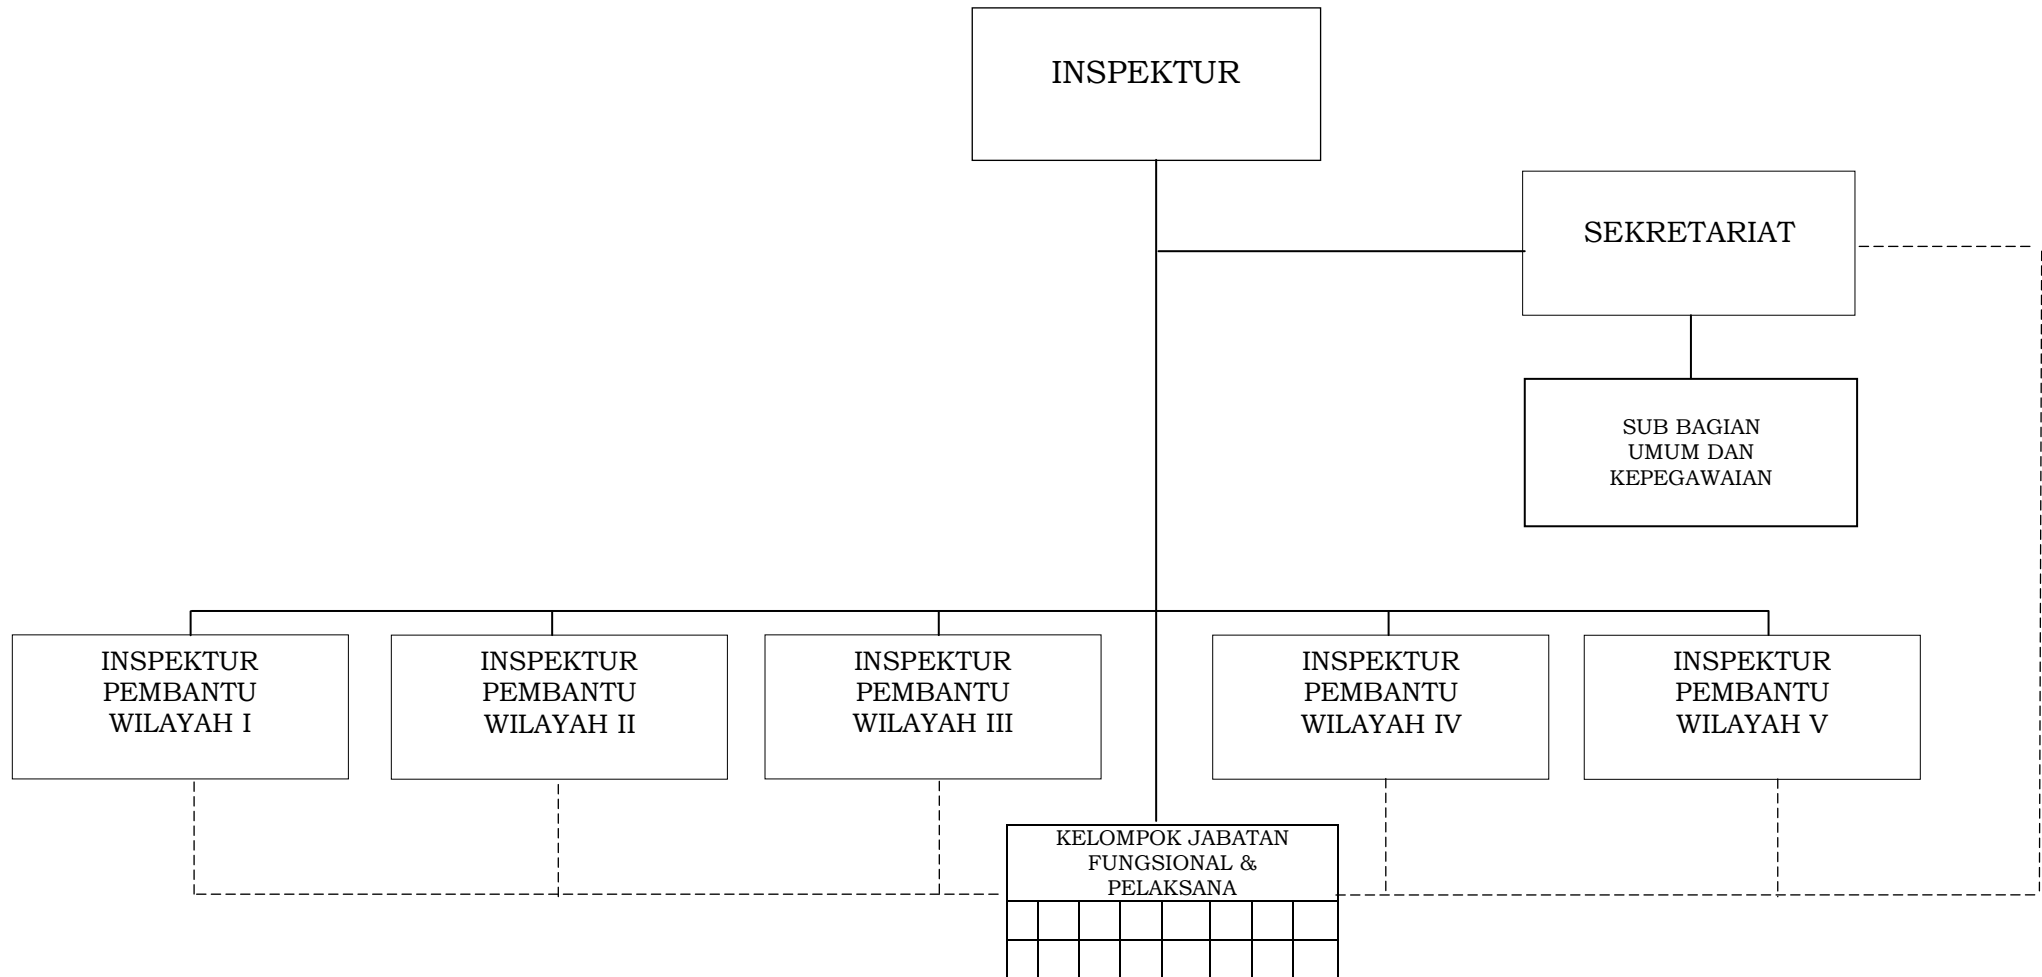 INSPEKTUR
SEKRETARIAT
SUB BAGIAN
UMUM DAN
KEPEGAWAIAN
INSPEKTUR
PEMBANTU
WILAYAH I
INSPEKTUR
PEMBANTU
WILAYAH II
INSPEKTUR
PEMBANTU
WILAYAH III
INSPEKTUR
PEMBANTU
WILAYAH IV
INSPEKTUR
PEMBANTU
WILAYAH V
KELOMPOK JABATAN
FUNGSIONAL &
PELAKSANA